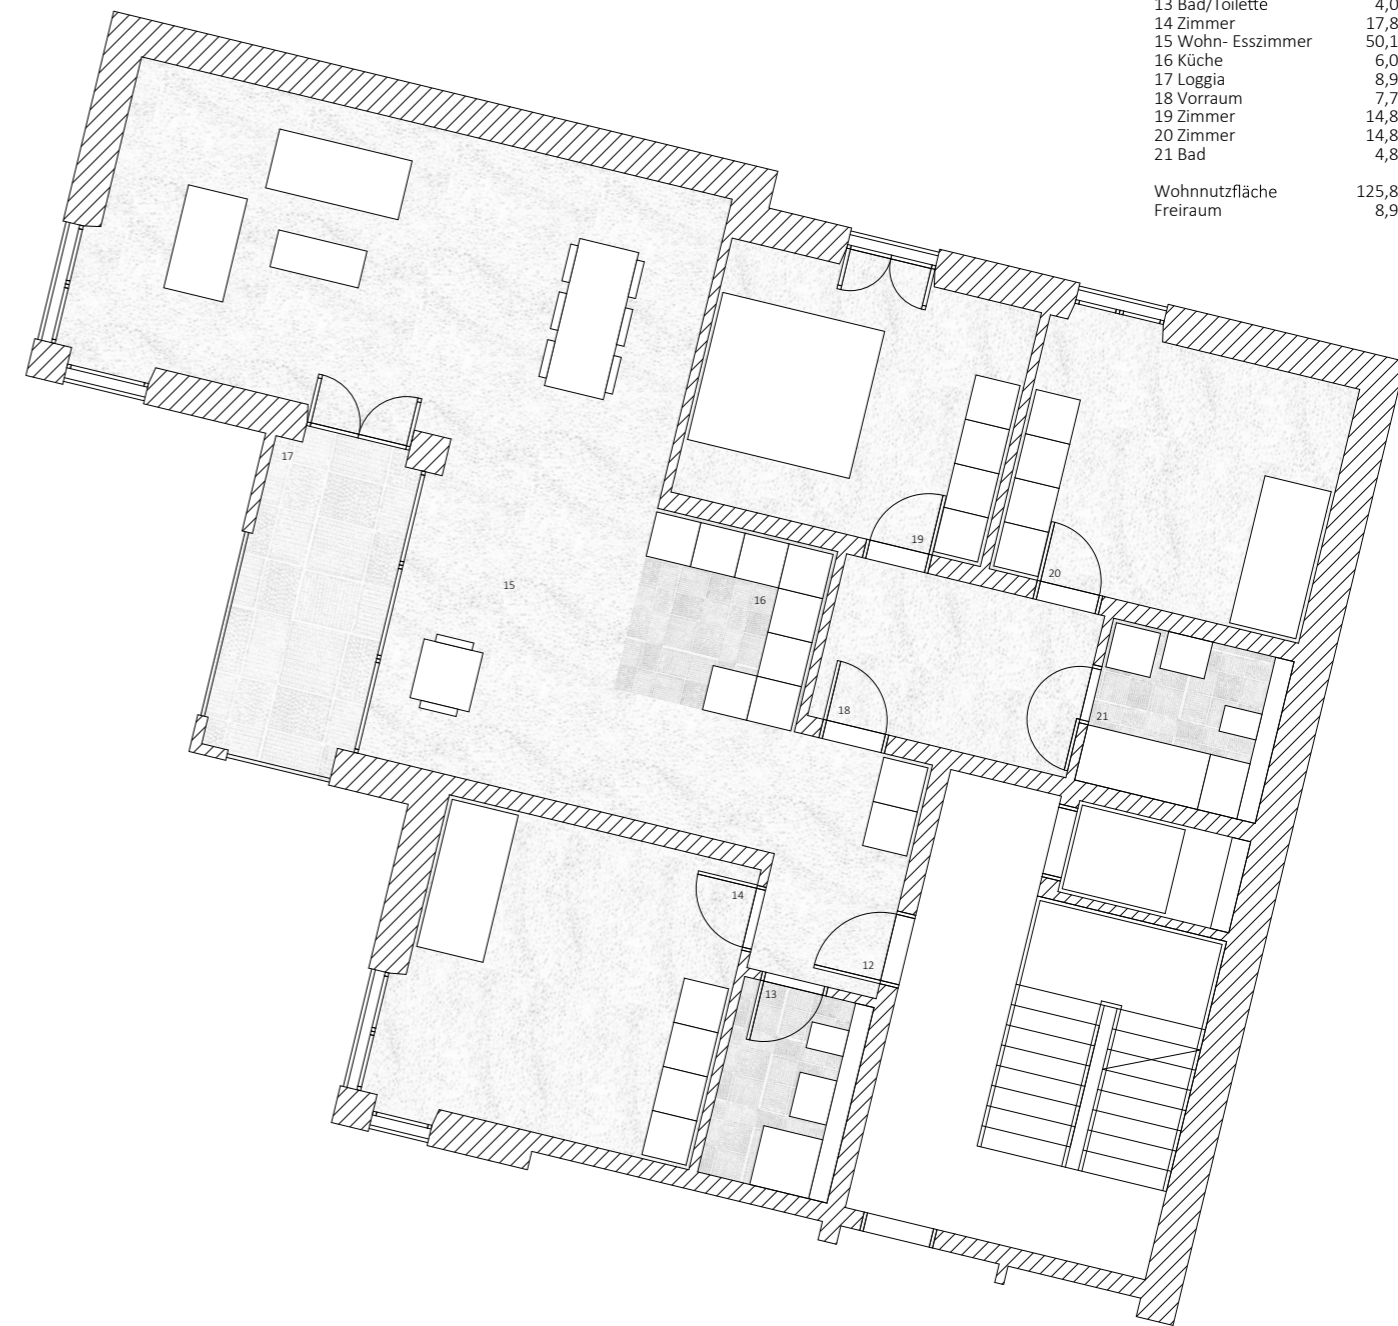 13 Bad/Toilette 4,0
14 Zimmer 17,8
15 Wohn- Esszimmer 50,1
16 Küche 6,0
17 Loggia 8,9
18 Vorraum 7,7
19 Zimmer 14,8
20 Zimmer 14,8
21 Bad 4,8
Wohnnutzfläche 125,8
Freiraum 8,9
17
19
20
15
16
18
21
14
12
13